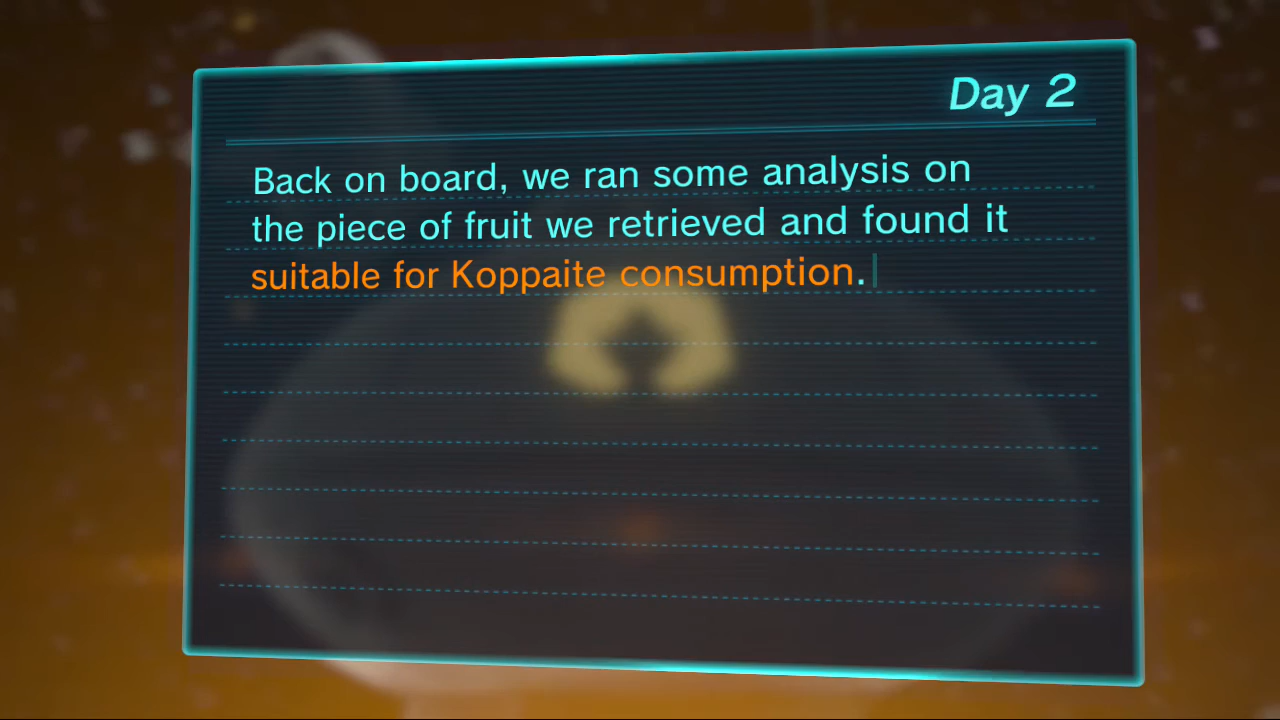 Day 2
Back on board, we ran some analysis on
the piece of fruit we retrieved and found it
suitable for Koppaite consumption.